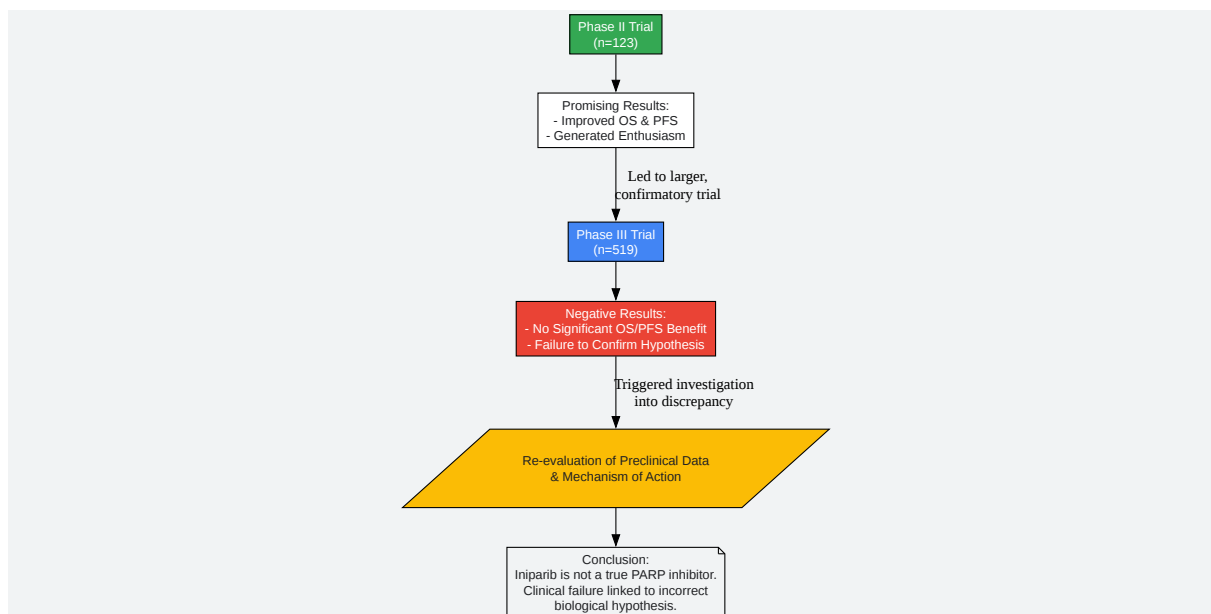 Phase II Trial
(n=123)
Promising Results:
- Improved OS & PFS
- Generated Enthusiasm
Led to larger,
confirmatory trial
Phase III Trial
(n=519)
Negative Results:
- No Significant OS/PFS Benefit
- Failure to Confirm Hypothesis
Triggered investigation
into discrepancy
Re-evaluation of Preclinical Data
& Mechanism of Action
Conclusion:
Iniparib is not a true PARP inhibitor.
Clinical failure linked to incorrect
biological hypothesis.